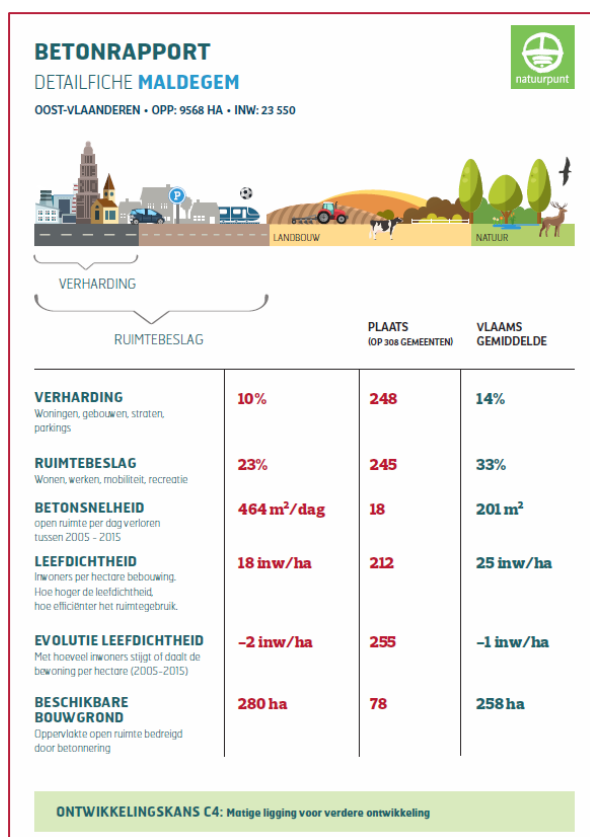 BETONRAPPORT
DETAILFICHE MALDEGEM
OOST-VLAANDEREN • OPP: 9568 HA • INW: 23 550
natuurpunt
P
LANDBOUW
NATUUR
VERHARDING
RUIMTEBESLAG
PLAATS
(OP 308 GEMEENTEN)
VLAAMS
GEMIDDELDE
VERHARDING
Woningen, gebouwen, straten,
parkings
10%
248
14%
RUIMTEBESLAG
Wonen, werken, mobiliteit, recreatie
23%
245
33%
BETONSNELHEID
open ruimte per dag verloren
tussen 2005 - 2015
464 m²/dag
18
201 m²
LEEFDICHTHEID
Inwoners per hectare bebouwing.
Hoe hoger de leefdichtheid,
hoe efficiënter het ruimtegebruik.
18 inw/ha
212
25 inw/ha
EVOLUTIE LEEFDICHTHEID
Met hoeveel inwoners stijgt of daalt de
bewoning per hectare (2005-2015)
–2 inw/ha
255
–1 inw/ha
BESCHIKBARE
BOUWGROND
Oppervlakte open ruimte bedreigd
door betonnering
280 ha
78
258 ha
ONTWIKKELINGSKANS C4: Matige ligging voor verdere ontwikkeling